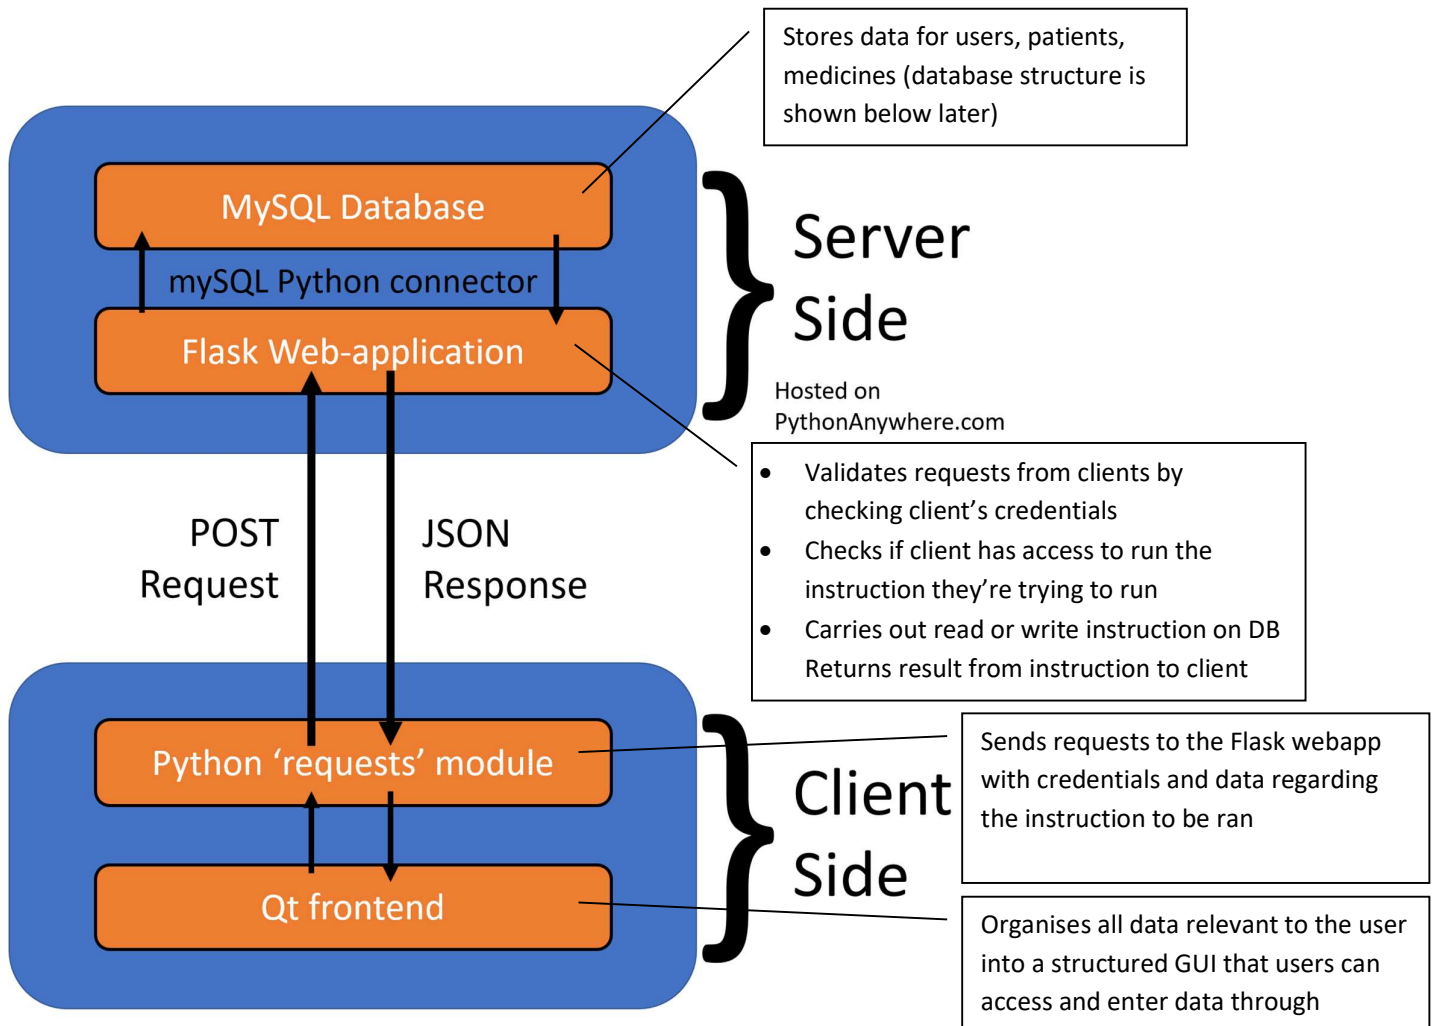 Stores data for users, patients,
medicines (database structure is
shown below later)
MySQL Database
mySQL Python connector
Flask Web-application
Server
Side
Hosted on
PythonAnywhere.com
• Validates requests from clients by
checking client’s credentials
• Checks if client has access to run the
instruction they’re trying to run
• Carries out read or write instruction on DB
Returns result from instruction to client
POST
Request
JSON
Response
Python ‘requests’ module
Qt frontend
Client
Side
Sends requests to the Flask webapp
with credentials and data regarding
the instruction to be ran
Organises all data relevant to the user
into a structured GUI that users can
access and enter data through